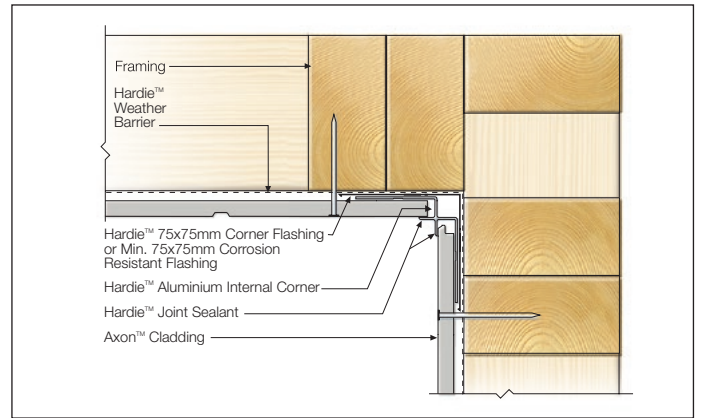 Framing
Hardie™
Weather
Barrier
Hardie™ 75x75mm Corner Flashing
or Min. 75x75mm Corrosion
Resistant Flashing
Hardie™ Aluminium Internal Corner
Hardie™ Joint Sealant
Axon™ Cladding